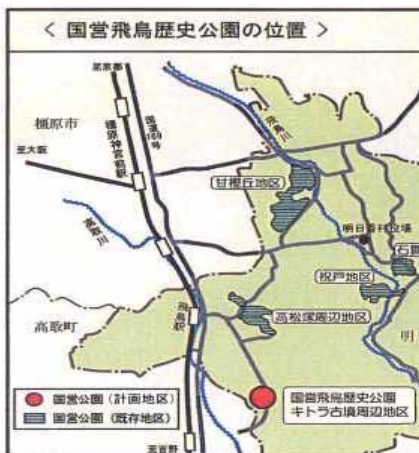 ＜ 国営飛鳥歴史公園の位置 ＞
至京都
橿原市
橿原神宮前駅
国道169号
飛鳥川
至大阪
甘樫丘地区
高取川
明日香村役場
石舞
祝戸地区
飛鳥駅
高松塚周辺地区
高取町
明
国営公園（計画地区）
国営公園（既存地区）
国営飛鳥歴史公園
キトラ古墳周辺地区
至吉野